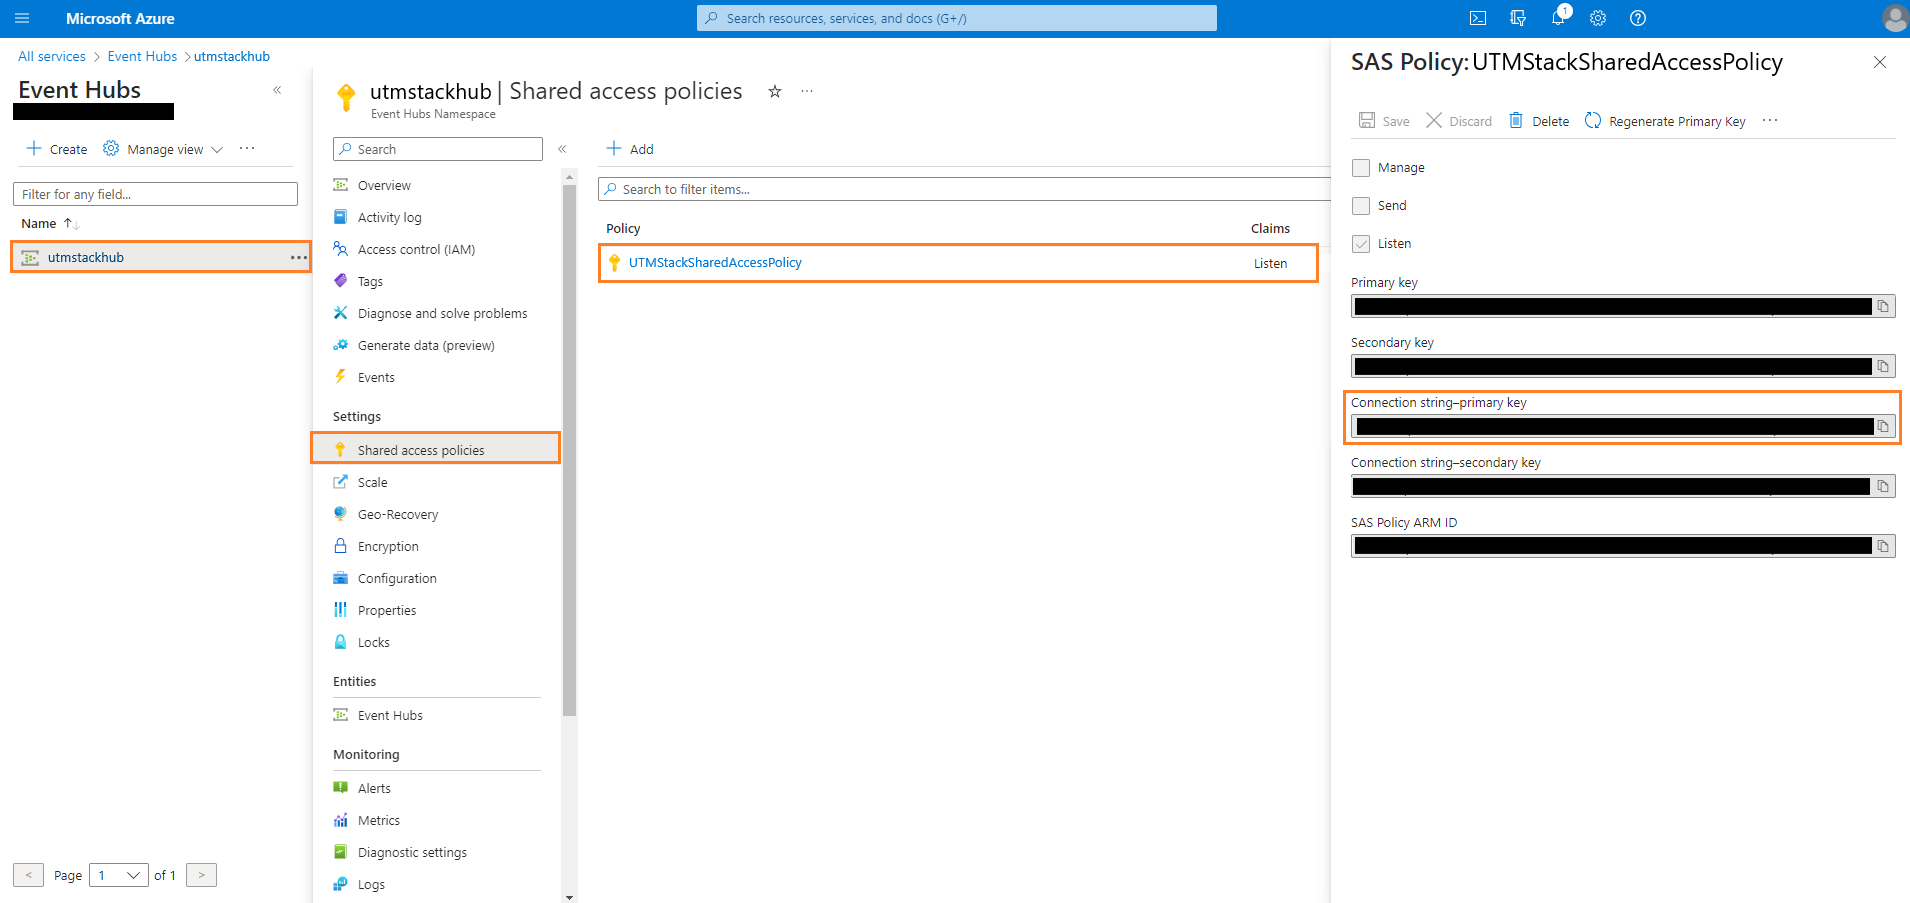 Microsoft Azure
Search resources, services, and docs (G+/)
1
All services > Event Hubs > utmstackhub
Event Hubs
«
Create
Manage view
···
Filter for any field...
Name ↑↓
utmstackhub
···
< Page 1 of 1 >
utmstackhub | Shared access policies
···
Event Hubs Namespace
Search
«
Overview
Activity log
Access control (IAM)
Tags
Diagnose and solve problems
Generate data (preview)
Events
Settings
Shared access policies
Scale
Geo-Recovery
Encryption
Configuration
Properties
Locks
Entities
Event Hubs
Monitoring
Alerts
Metrics
Diagnostic settings
Logs
Add
Search to filter items...
Policy Claims
UTMStackSharedAccessPolicy Listen
SAS Policy: UTMStackSharedAccessPolicy
Save Discard Delete Regenerate Primary Key ···
Manage
Send
Listen
Primary key
Secondary key
Connection string–primary key
Connection string–secondary key
SAS Policy ARM ID